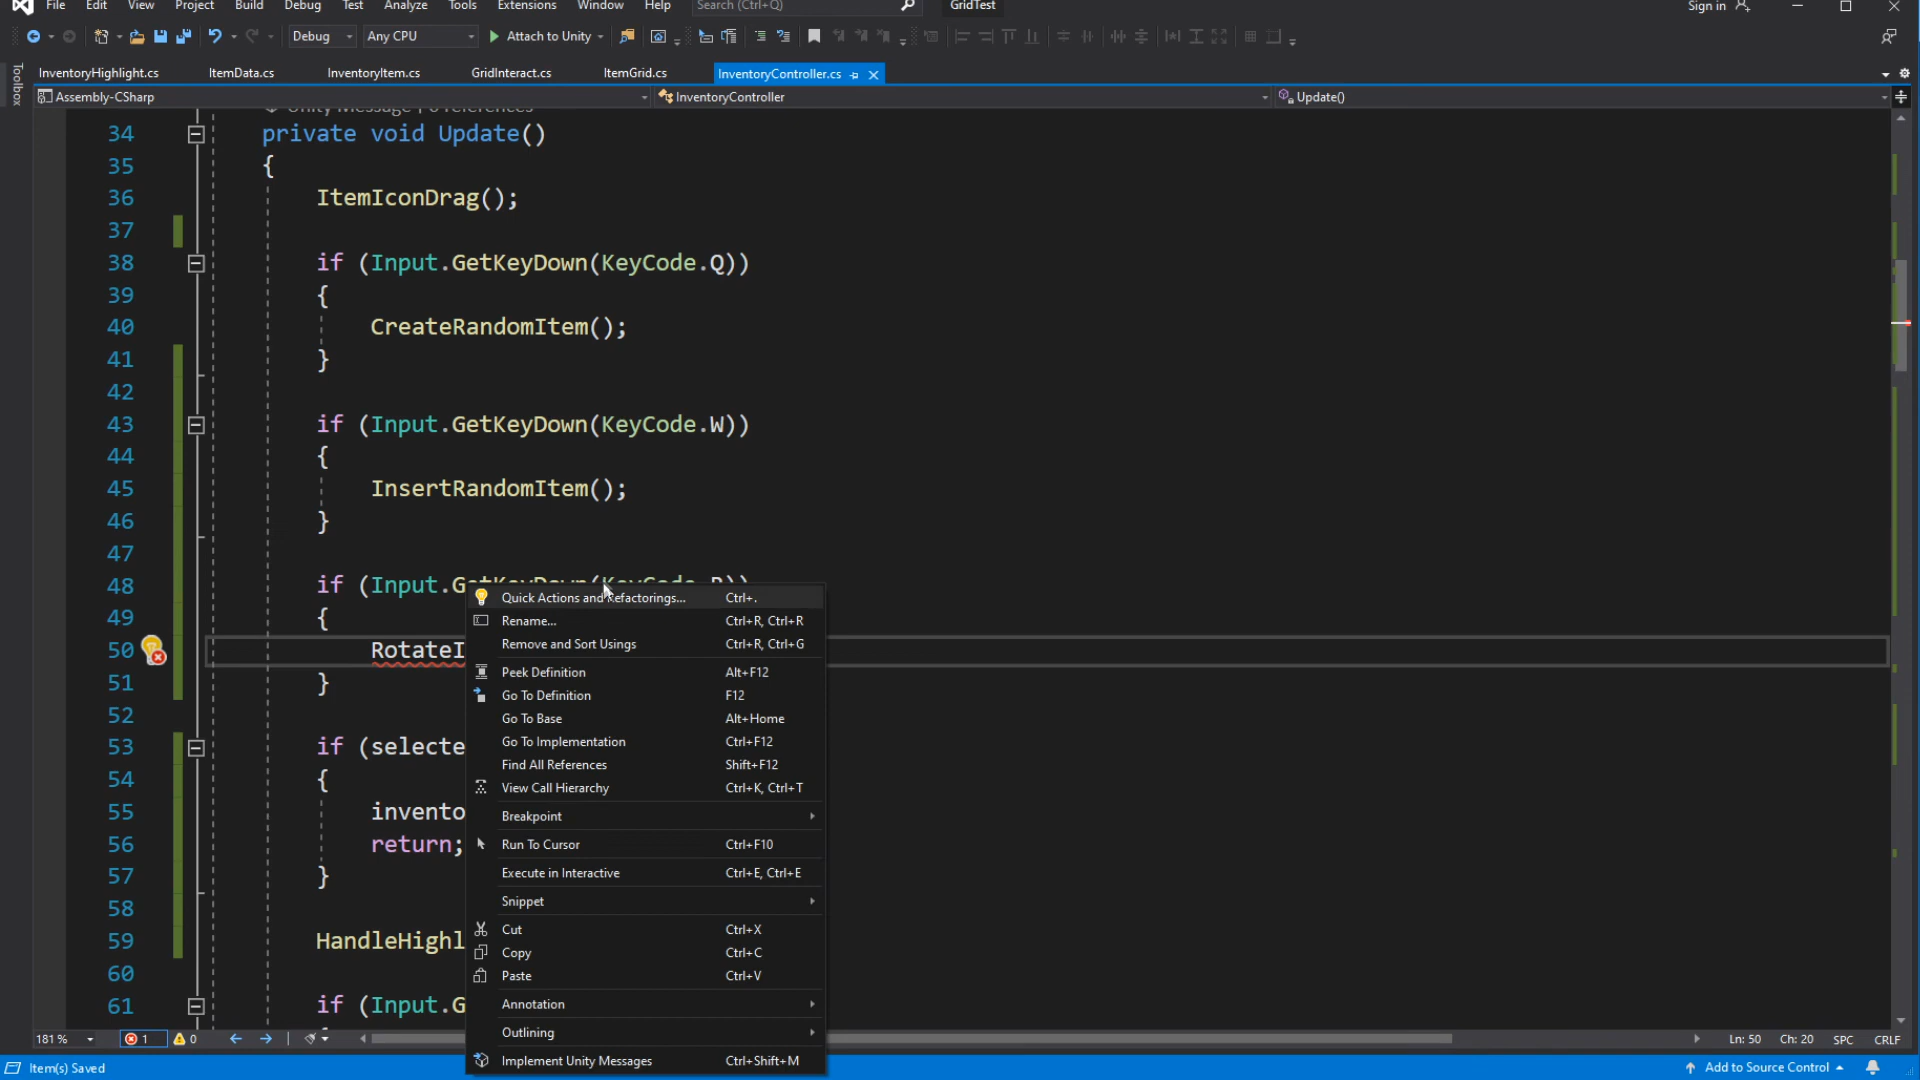 File Edit View Project Build Debug Test Analyze Tools Extensions Window Help Search (Ctrl+Q) GridTest Sign in
Debug Any CPU Attach to Unity
Toolbox
InventoryHighlight.cs ItemData.cs InventoryItem.cs GridInteract.cs ItemGrid.cs InventoryController.cs
Assembly-CSharp InventoryController Update()
34 private void Update()
35 {
36 ItemIconDrag();
37
38 if (Input.GetKeyDown(KeyCode.Q))
39 {
40 CreateRandomItem();
41 }
42
43 if (Input.GetKeyDown(KeyCode.W))
44 {
45 InsertRandomItem();
46 }
47
48 if (Input.GetKeyDown(KeyCode.R))
49 {
50 RotateI
51 }
52
53 if (selecte
54 {
55 invento
56 return;
57 }
58
59 HandleHighl
60
61 if (Input.G
Quick Actions and Refactorings... Ctrl+.
Rename... Ctrl+R, Ctrl+R
Remove and Sort Usings Ctrl+R, Ctrl+G
Peek Definition Alt+F12
Go To Definition F12
Go To Base Alt+Home
Go To Implementation Ctrl+F12
Find All References Shift+F12
View Call Hierarchy Ctrl+K, Ctrl+T
Breakpoint
Run To Cursor Ctrl+F10
Execute in Interactive Ctrl+E, Ctrl+E
Snippet
Cut Ctrl+X
Copy Ctrl+C
Paste Ctrl+V
Annotation
Outlining
Implement Unity Messages Ctrl+Shift+M
181 % 1 0 Ln: 50 Ch: 20 SPC CRLF
Item(s) Saved Add to Source Control